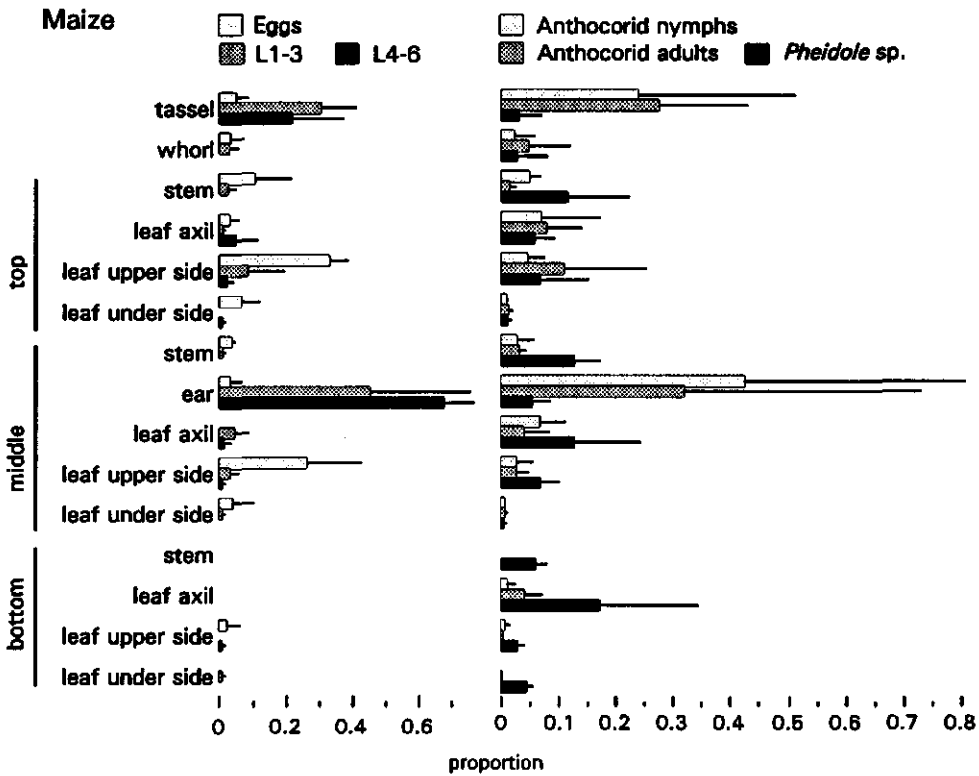 Maize
Eggs
L1-3 L4-6
Anthocorid nymphs
Anthocorid adults Pheidole sp.
tassel
whorl
top
stem
leaf axil
leaf upper side
leaf under side
middle
stem
ear
leaf axil
leaf upper side
leaf under side
bottom
stem
leaf axil
leaf upper side
leaf under side
0 0.2 0.4 0.6
0 0.1 0.2 0.3 0.4 0.5 0.6 0.7 0.8
proportion